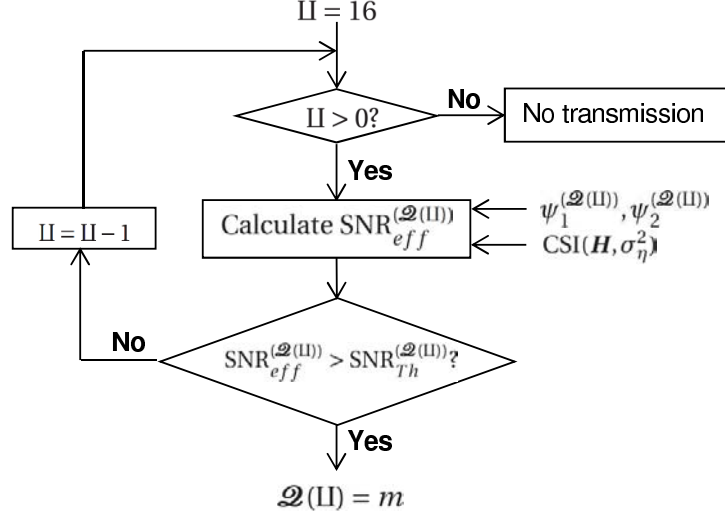 Ц = 16
Ц > 0?
No
No transmission
Yes
Calculate SNR_{eff}^{(𝓠(Ц))}
ψ_1^{(𝓠(Ц))}, ψ_2^{(𝓠(Ц))}
CSI(H, σ_η^2)
Ц = Ц − 1
No
SNR_{eff}^{(𝓠(Ц))} > SNR_{Th}^{(𝓠(Ц))}?
Yes
𝓠(Ц) = m